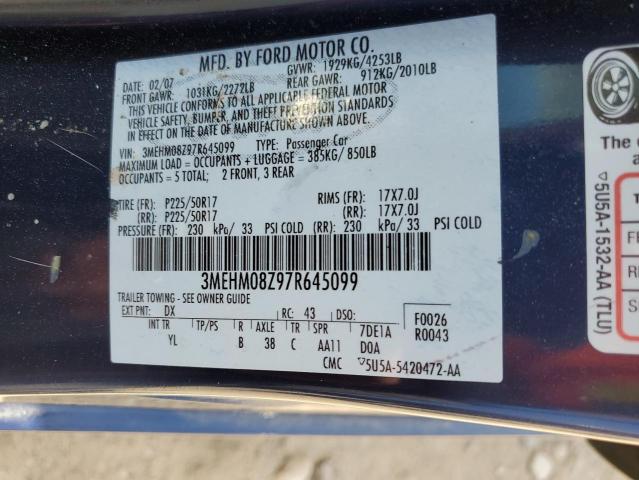 MFD. BY FORD MOTOR CO.
DATE: 02/07 GVWR: 1929KG/4253LB
FRONT GAWR: 1031KG/2272LB REAR GAWR: 912KG/2010LB
THIS VEHICLE CONFORMS TO ALL APPLICABLE FEDERAL MOTOR
VEHICLE SAFETY, BUMPER, AND THEFT PREVENTION STANDARDS
IN EFFECT ON THE DATE OF MANUFACTURE SHOWN ABOVE.
VIN: 3MEHM08Z97R645099 TYPE: Passenger Car
MAXIMUM LOAD = OCCUPANTS + LUGGAGE = 385KG/ 850LB
OCCUPANTS = 5 TOTAL: 2 FRONT, 3 REAR
TIRE (FR): P225/50R17 RIMS (FR): 17X7.0J
(RR): P225/50R17 (RR): 17X7.0J
PRESSURE (FR): 230 kPa/ 33 PSI COLD (RR): 230 kPa/ 33 PSI COLD
3MEHM08Z97R645099
TRAILER TOWING - SEE OWNER GUIDE
EXT PNT: DX RC: 43 DSO: F0026
INT TR TP/PS R AXLE TR SPR 7DE1A R0043
YL B 38 C AA11 D0A
CMC 5U5A-5420472-AA
5U5A-1532-AA (TLU)
The